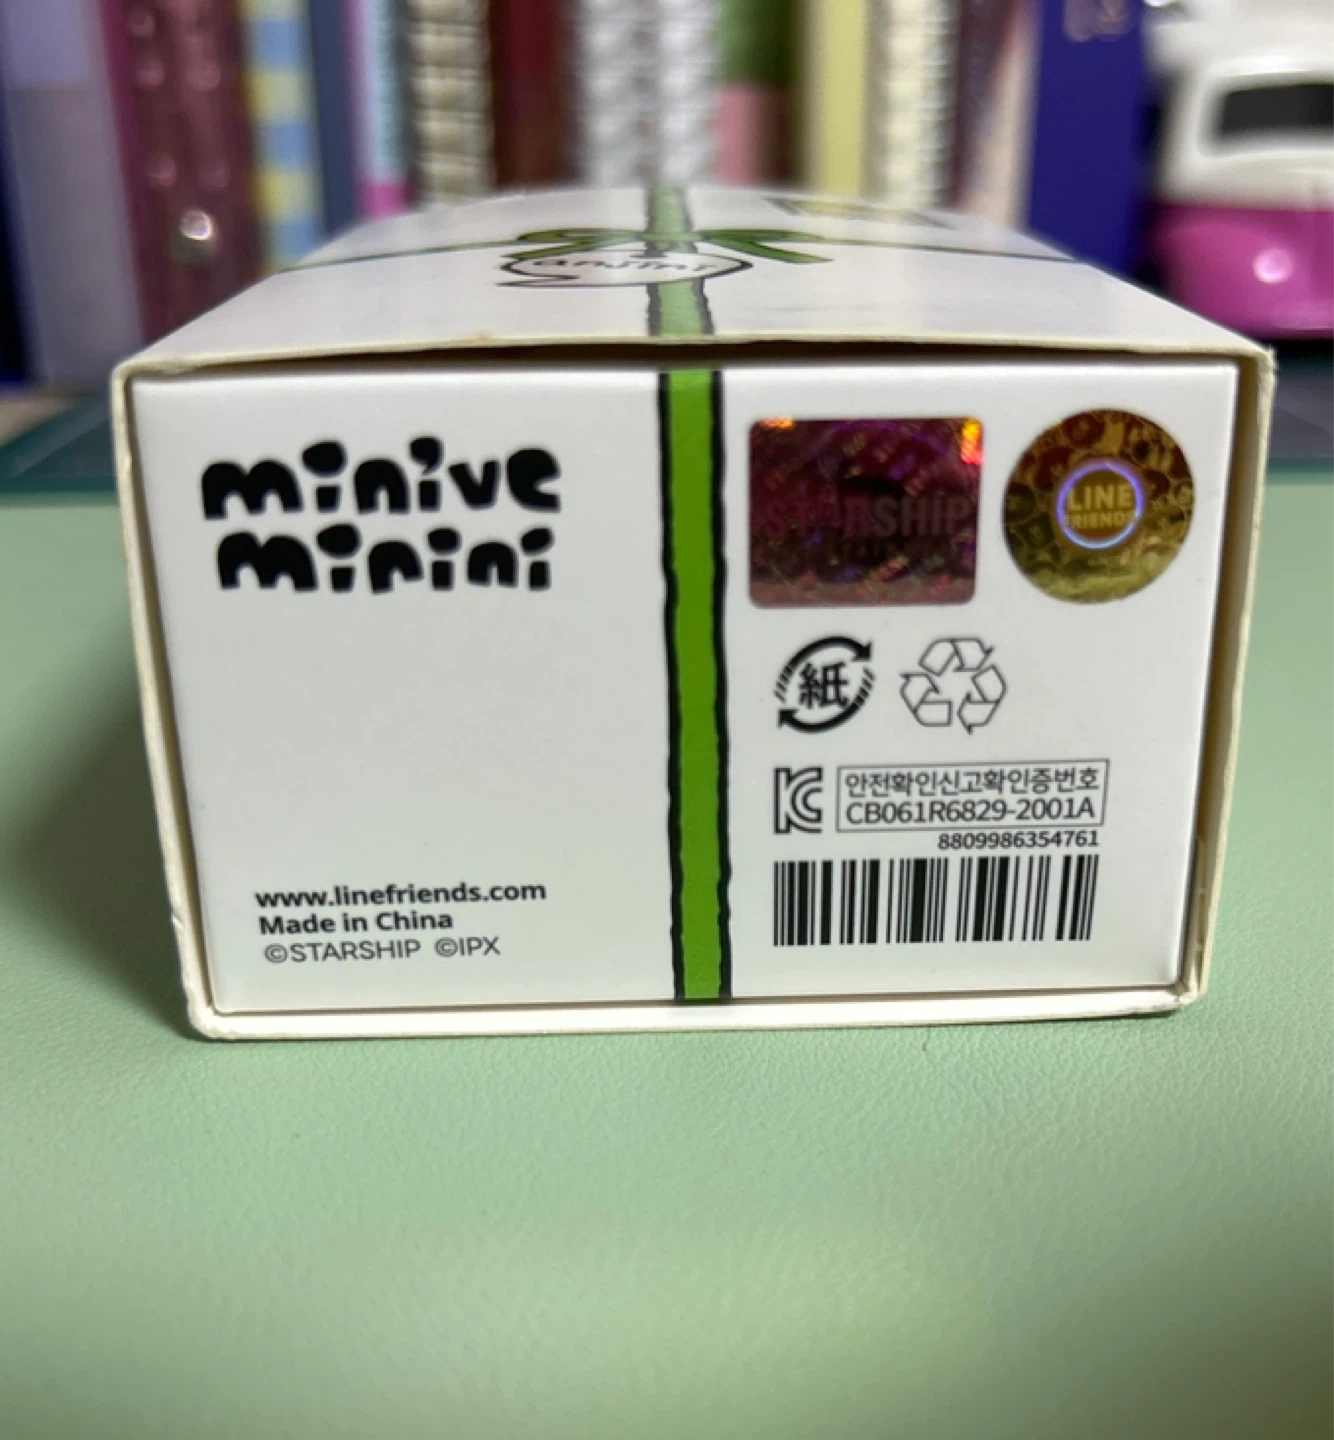 minive
minini
www.linefriends.com
Made in China
©STARSHIP ©IPX
STARSHIP
LINE
FRIENDS
紙
안전확인신고확인증번호
CB061R6829-2001A
8809986354761